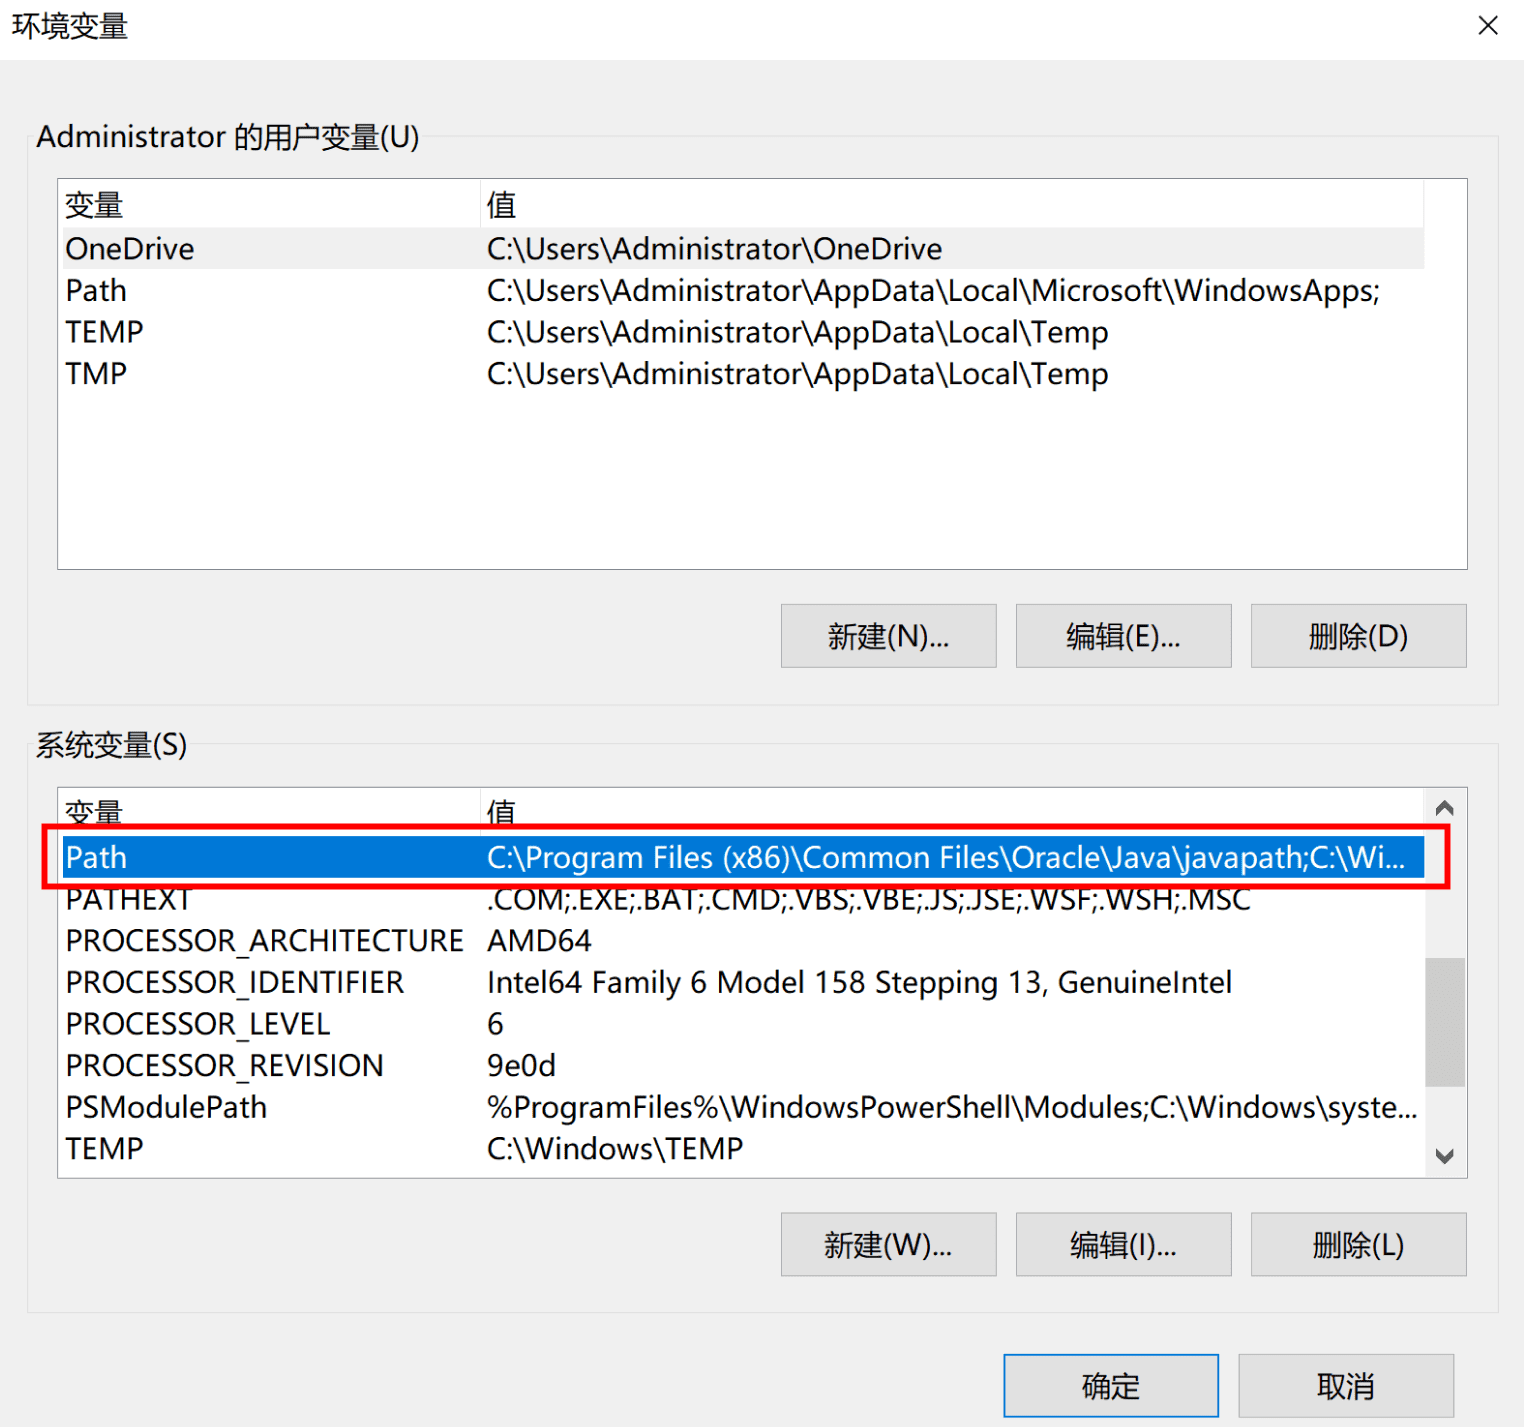 环境变量
Administrator 的用户变量(U)
变量 值
OneDrive C:\Users\Administrator\OneDrive
Path C:\Users\Administrator\AppData\Local\Microsoft\WindowsApps;
TEMP C:\Users\Administrator\AppData\Local\Temp
TMP C:\Users\Administrator\AppData\Local\Temp
新建(N)... 编辑(E)... 删除(D)
系统变量(S)
变量 值
Path C:\Program Files (x86)\Common Files\Oracle\Java\javapath;C:\Wi...
PATHEXT .COM;.EXE;.BAT;.CMD;.VBS;.VBE;.JS;.JSE;.WSF;.WSH;.MSC
PROCESSOR_ARCHITECTURE AMD64
PROCESSOR_IDENTIFIER Intel64 Family 6 Model 158 Stepping 13, GenuineIntel
PROCESSOR_LEVEL 6
PROCESSOR_REVISION 9e0d
PSModulePath %ProgramFiles%\WindowsPowerShell\Modules;C:\Windows\syste...
TEMP C:\Windows\TEMP
新建(W)... 编辑(I)... 删除(L)
确定 取消